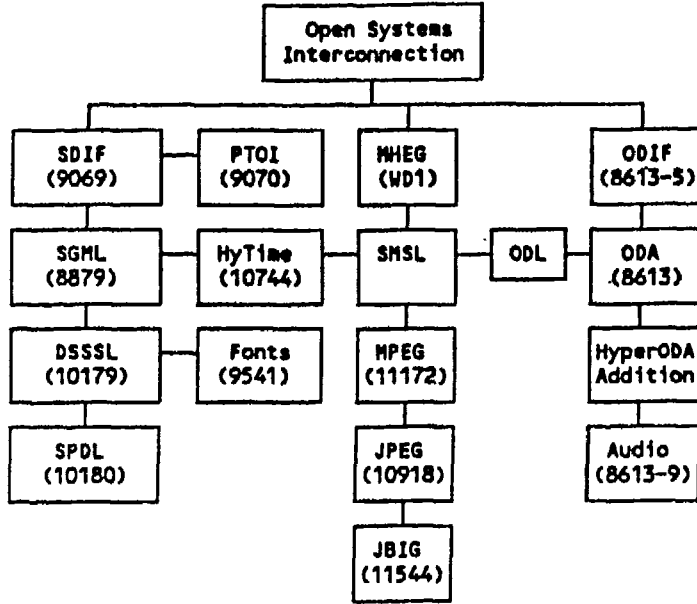 Open Systems
Interconnection
SDIF
(9069)
PTOI
(9070)
MHEG
(WD1)
ODIF
(8613-5)
SGML
(8879)
HyTime
(10744)
SMSL
ODL
ODA
(8613)
DSSSL
(10179)
Fonts
(9541)
MPEG
(11172)
HyperODA
Addition
SPDL
(10180)
JPEG
(10918)
Audio
(8613-9)
JBIG
(11544)